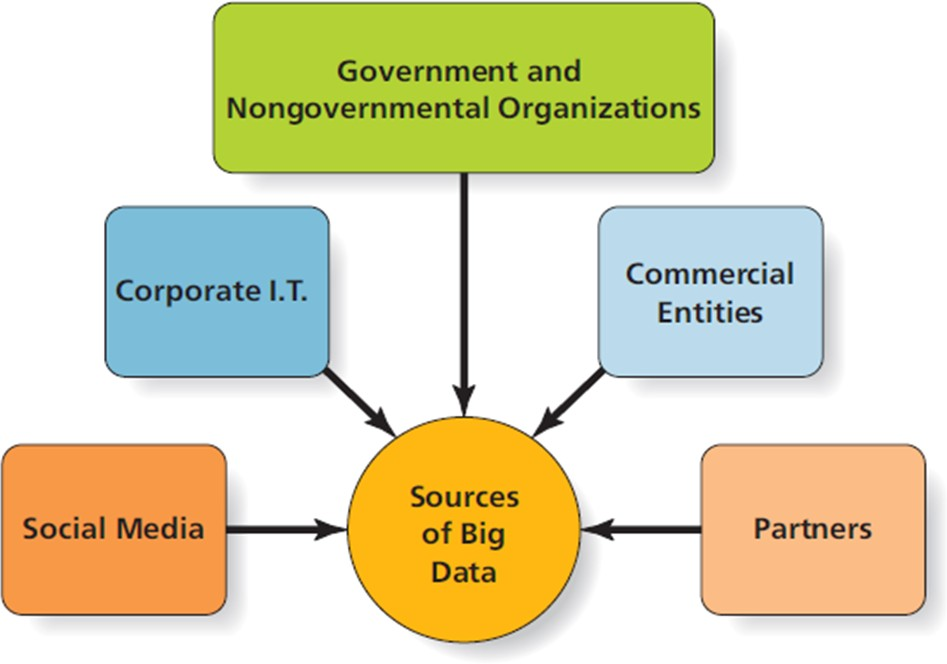 Government and
Nongovernmental Organizations
Corporate I.T.
Commercial
Entities
Social Media
Sources
of Big
Data
Partners